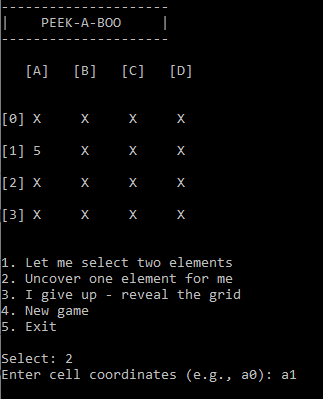 ---------------------
|    PEEK-A-BOO     |
---------------------
   [A]   [B]   [C]   [D]
[0] X     X     X     X
[1] 5     X     X     X
[2] X     X     X     X
[3] X     X     X     X
1. Let me select two elements
2. Uncover one element for me
3. I give up - reveal the grid
4. New game
5. Exit
Select: 2
Enter cell coordinates (e.g., a0): a1